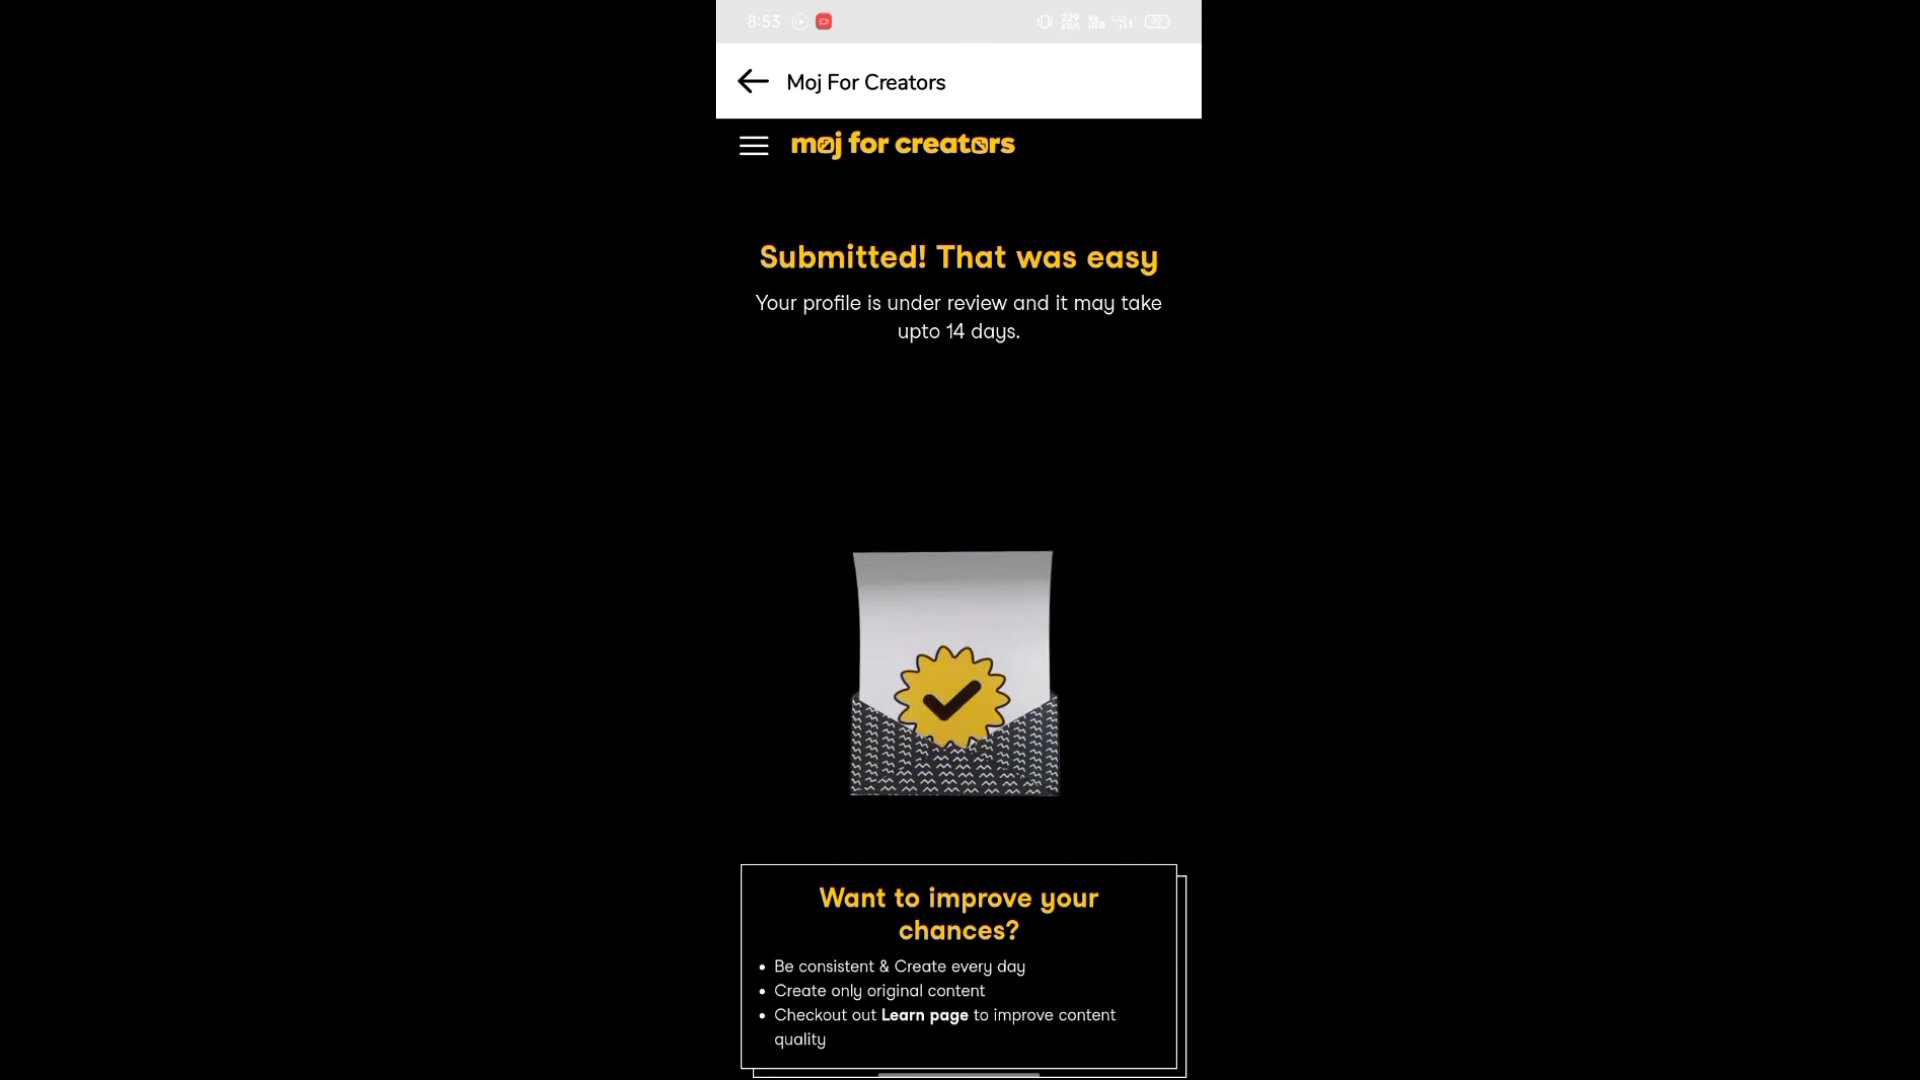 8:53
229
92
Moj For Creators
moj for creators
Submitted! That was easy
Your profile is under review and it may take
upto 14 days.
Want to improve your
chances?
• Be consistent & Create every day
• Create only original content
• Checkout out Learn page to improve content
quality